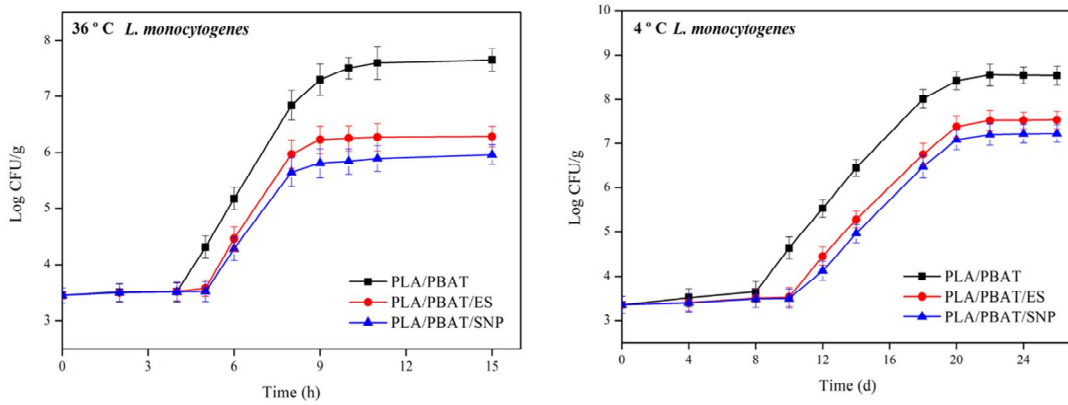 36 ° C L. monocytogenes
8
7
6
5
4
3
Log CFU/g
PLA/PBAT
PLA/PBAT/ES
PLA/PBAT/SNP
0 3 6 9 12 15
Time (h)
4 ° C L. monocytogenes
10
9
8
7
6
5
4
3
Log CFU/g
PLA/PBAT
PLA/PBAT/ES
PLA/PBAT/SNP
0 4 8 12 16 20 24
Time (d)